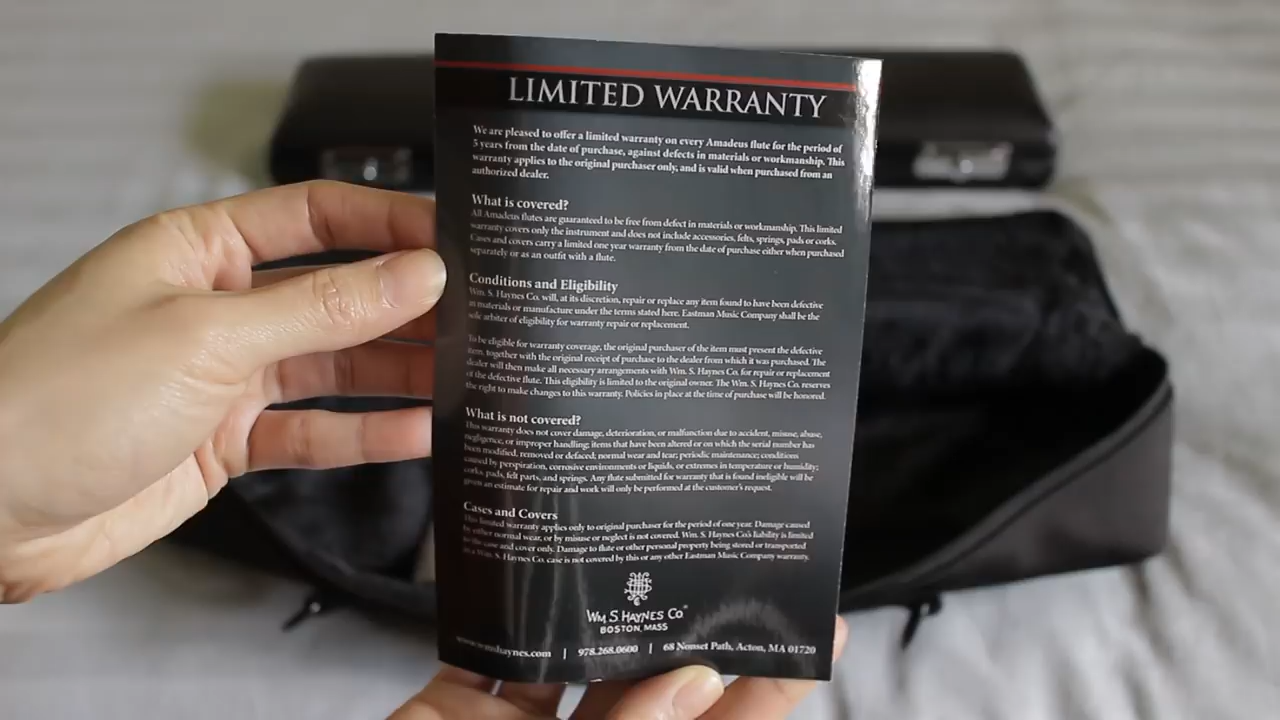 LIMITED WARRANTY
We are pleased to offer a limited warranty on every Amadeus flute for the period of
5 years from the date of purchase, against defects in materials or workmanship. This
warranty applies to the original purchaser only, and is valid when purchased from an
authorized dealer.
What is covered?
All Amadeus flutes are guaranteed to be free from defect in materials or workmanship. This limited
warranty covers only the instrument and does not include accessories, felts, springs, pads or corks.
Cases and covers carry a limited one year warranty from the date of purchase either when purchased
separately or as an outfit with a flute.
Conditions and Eligibility
Wm. S. Haynes Co. will, at its discretion, repair or replace any item found to have been defective
in materials or manufacture under the terms stated here. Eastman Music Company shall be the
sole arbiter of eligibility for warranty repair or replacement.
To be eligible for warranty coverage, the original purchaser of the item must present the defective
item, together with the original receipt of purchase to the dealer from which it was purchased. The
dealer will then make all necessary arrangements with Wm. S. Haynes Co. for repair or replacement
of the defective flute. This eligibility is limited to the original owner. The Wm. S. Haynes Co. reserves
the right to make changes to this warranty. Policies in place at the time of purchase will be honored.
What is not covered?
This warranty does not cover damage, deterioration, or malfunction due to accident, misuse, abuse,
negligence, or improper handling; items that have been altered or on which the serial number has
been modified, removed or defaced; normal wear and tear; periodic maintenance; conditions
caused by perspiration, corrosive environments or liquids, or extremes in temperature or humidity;
corks, pads, felt parts, and springs. Any flute submitted for warranty that is found ineligible will be
given an estimate for repair and work will only be performed at the customer's request.
Cases and Covers
This limited warranty applies only to original purchaser for the period of one year. Damage caused
by either normal wear, or by misuse or neglect is not covered. Wm. S. Haynes Co.'s liability is limited
to the case and cover only. Damage to flute or other personal property being stored or transported
in a Wm. S. Haynes Co. case is not covered by this or any other Eastman Music Company warranty.
Wm. S. Haynes Co®
BOSTON, MASS
www.wmshaynes.com | 978.268.0600 | 68 Nonset Path, Acton, MA 01720